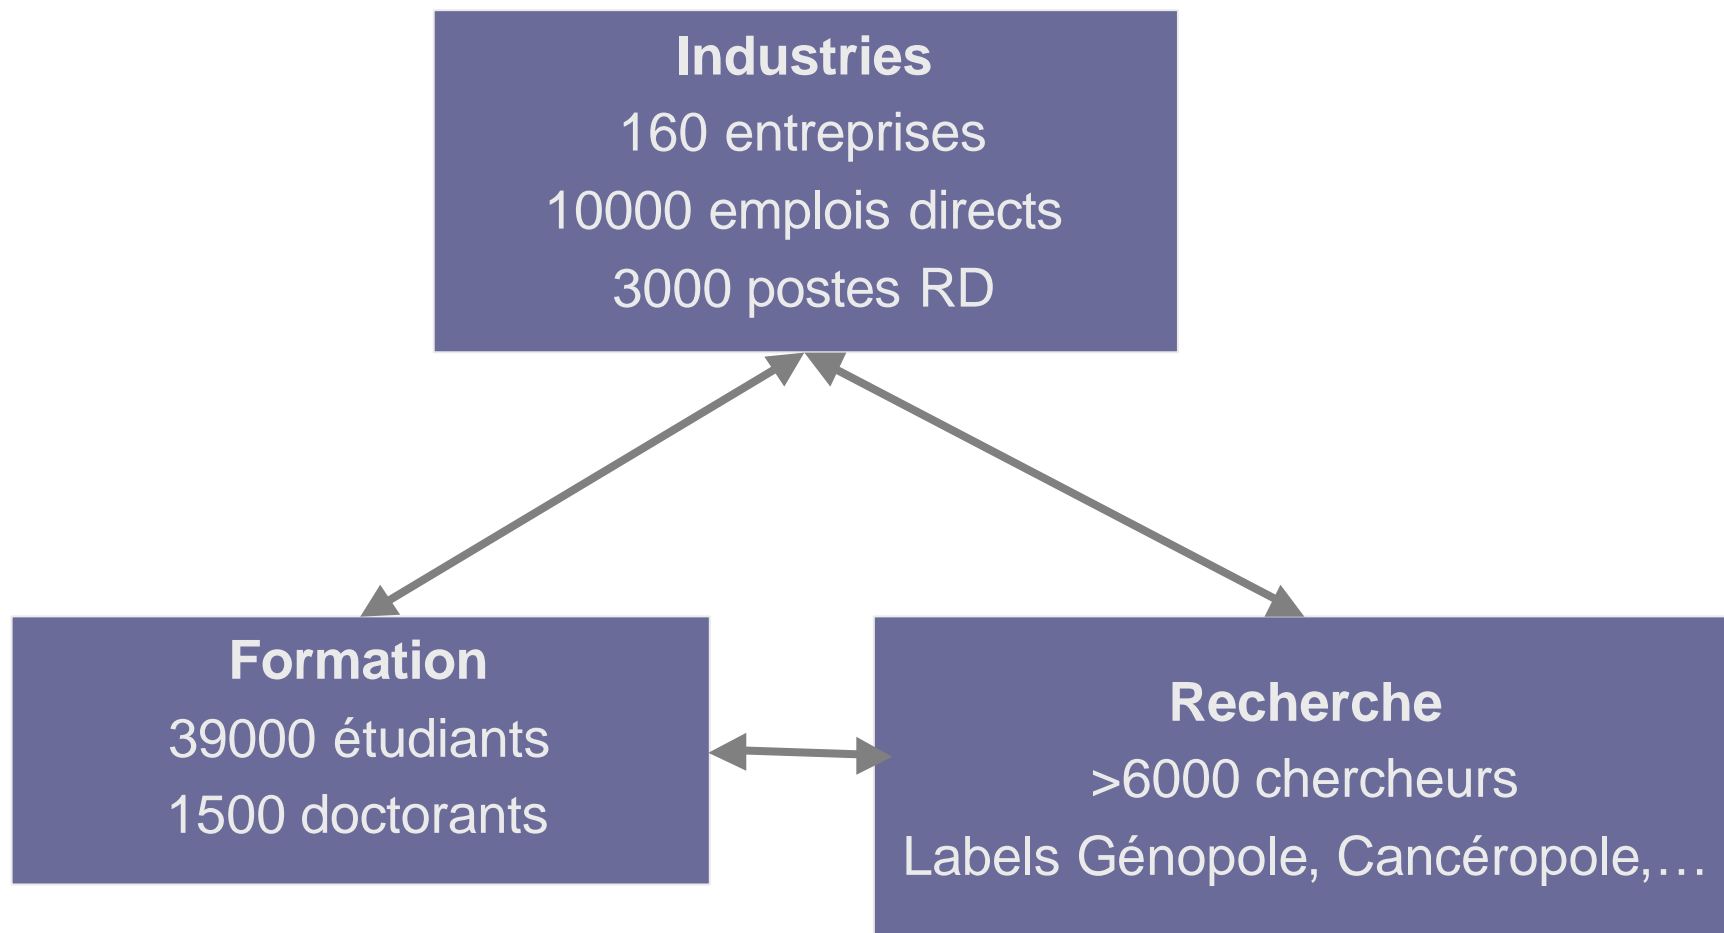 Industries
160 entreprises
10000 emplois directs
3000 postes RD
Formation
39000 étudiants
1500 doctorants
Recherche
>6000 chercheurs
Labels Génopole, Cancéropole,…